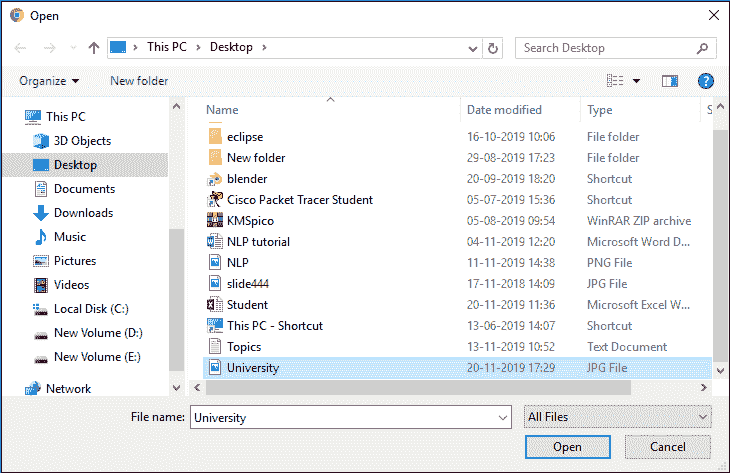 Open
This PC > Desktop >
Search Desktop
Organize New folder
Name Date modified Type S
This PC
3D Objects
Desktop
Documents
Downloads
Music
Pictures
Videos
Local Disk (C:)
New Volume (D:)
New Volume (E:)
Network
eclipse 16-10-2019 10:06 File folder
New folder 29-08-2019 17:23 File folder
blender 20-09-2019 18:20 Shortcut
Cisco Packet Tracer Student 05-07-2019 15:36 Shortcut
KMSpico 05-08-2019 09:54 WinRAR ZIP archive
NLP tutorial 04-11-2019 12:20 Microsoft Word D...
NLP 11-11-2019 14:38 PNG File
slide444 17-11-2018 14:09 JPG File
Student 20-11-2019 11:36 Microsoft Excel W...
This PC - Shortcut 13-06-2019 14:07 Shortcut
Topics 13-11-2019 10:52 Text Document
University 20-11-2019 17:29 JPG File
File name: University All Files
Open Cancel